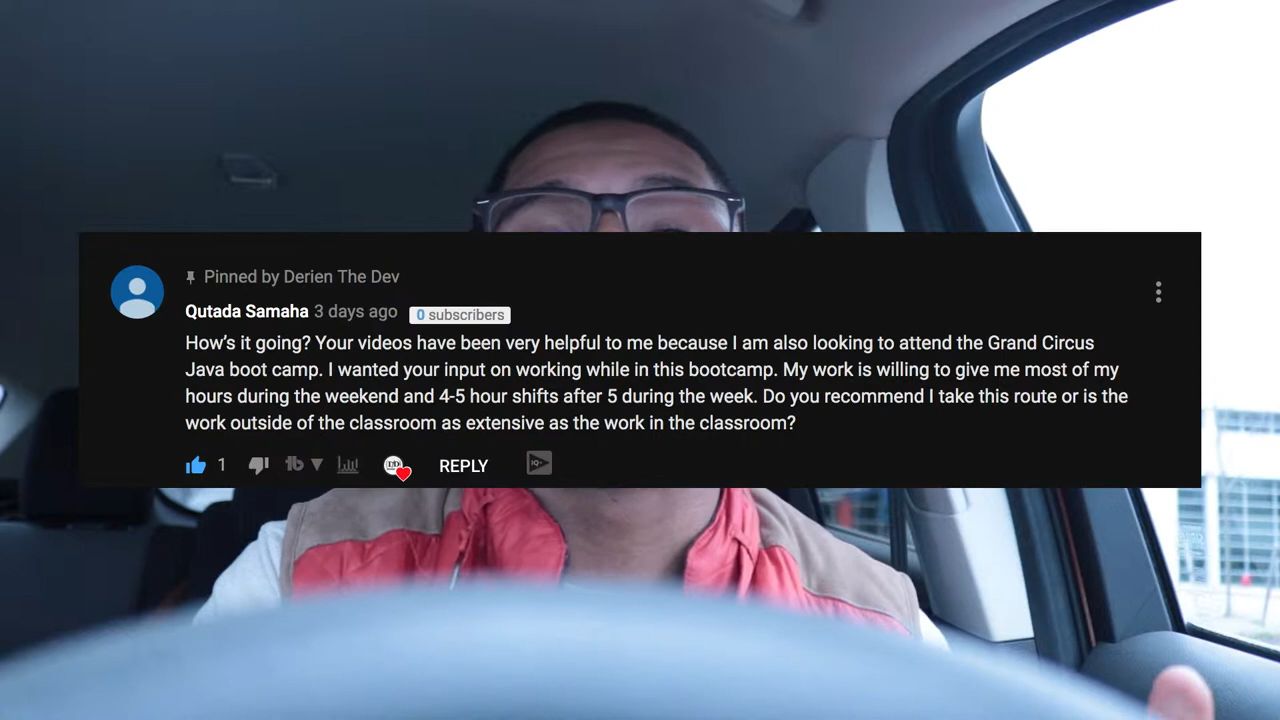 Pinned by Derien The Dev
Qutada Samaha 3 days ago 0 subscribers
How's it going? Your videos have been very helpful to me because I am also looking to attend the Grand Circus
Java boot camp. I wanted your input on working while in this bootcamp. My work is willing to give me most of my
hours during the weekend and 4-5 hour shifts after 5 during the week. Do you recommend I take this route or is the
work outside of the classroom as extensive as the work in the classroom?
1 tb REPLY IQ